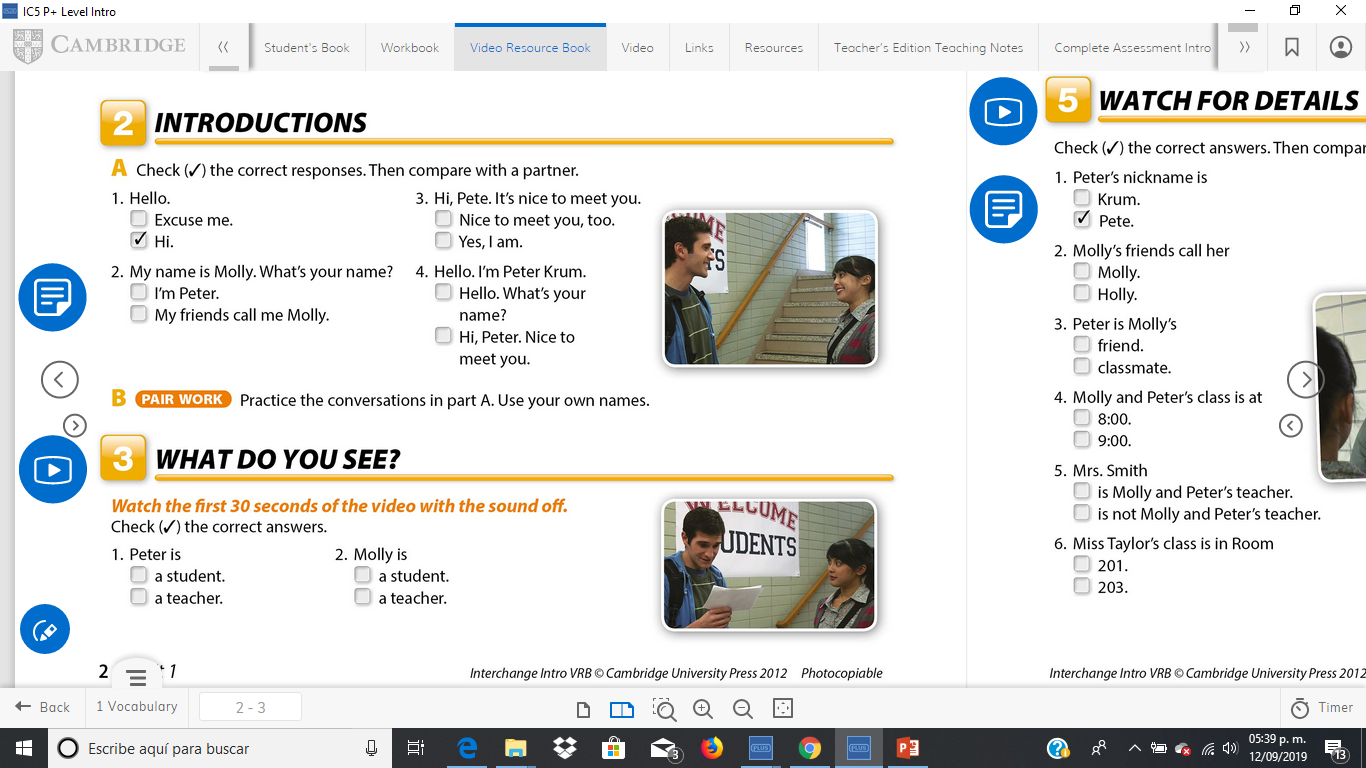 IC5 P+ Level Intro
CAMBRIDGE
Student's Book
Workbook
Video Resource Book
Video
Links
Resources
Teacher's Edition Teaching Notes
Complete Assessment Intro
2 INTRODUCTIONS
A Check (✓) the correct responses. Then compare with a partner.
1. Hello.
Excuse me.
✓ Hi.
2. My name is Molly. What's your name?
I'm Peter.
My friends call me Molly.
3. Hi, Pete. It's nice to meet you.
Nice to meet you, too.
Yes, I am.
4. Hello. I'm Peter Krum.
Hello. What's your
name?
Hi, Peter. Nice to
meet you.
B PAIR WORK Practice the conversations in part A. Use your own names.
3 WHAT DO YOU SEE?
Watch the first 30 seconds of the video with the sound off.
Check (✓) the correct answers.
1. Peter is
a student.
a teacher.
2. Molly is
a student.
a teacher.
WELCOME
STUDENTS
2
1
Interchange Intro VRB © Cambridge University Press 2012 Photocopiable
5 WATCH FOR DETAILS
Check (✓) the correct answers. Then
1. Peter's nickname is
Krum.
✓ Pete.
2. Molly's friends call her
Molly.
Holly.
3. Peter is Molly's
friend.
classmate.
4. Molly and Peter's class is at
8:00.
9:00.
5. Mrs. Smith
is Molly and Peter's teacher.
is not Molly and Peter's teacher.
6. Miss Taylor's class is in Room
201.
203.
Interchange Intro VRB © Cambridge University Press 2012
Back
1 Vocabulary
2 - 3
Timer
Escribe aquí para buscar
3
PLUS
PLUS
05:39 p. m.
12/09/2019
13